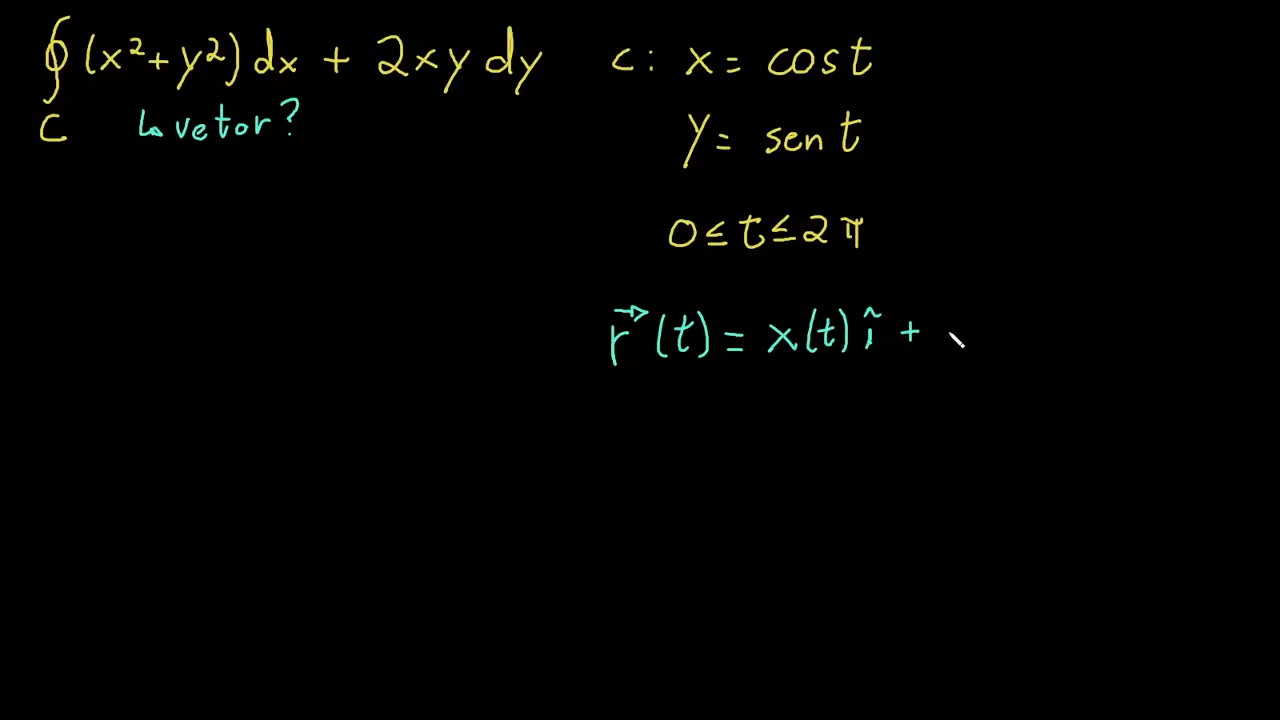 ∮ (x²+y²)dx + 2xy dy   c: x = cos t
C   ↳ vetor?
y = sen t
0 ≤ t ≤ 2π
r⃗(t) = x(t) î +